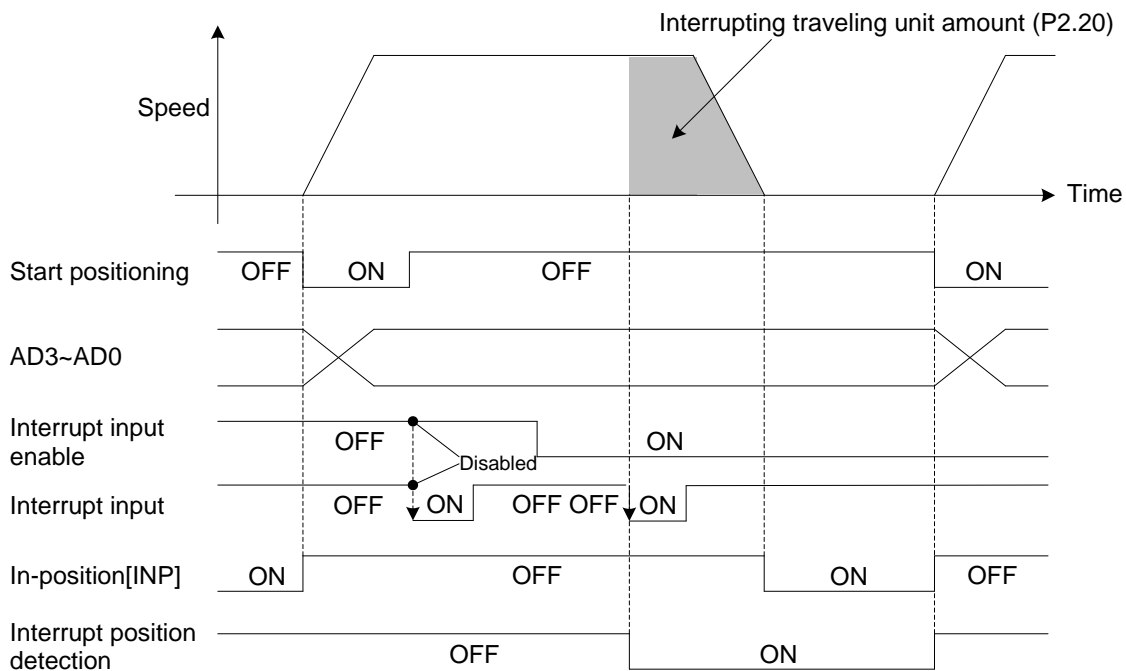 Interrupting traveling unit amount (P2.20)
Speed
Time
Start positioning OFF ON OFF ON
AD3~AD0
Interrupt input
enable
OFF ON
Disabled
Interrupt input OFF ON OFF OFF ON
In-position[INP] ON OFF ON OFF
Interrupt position
detection
OFF ON